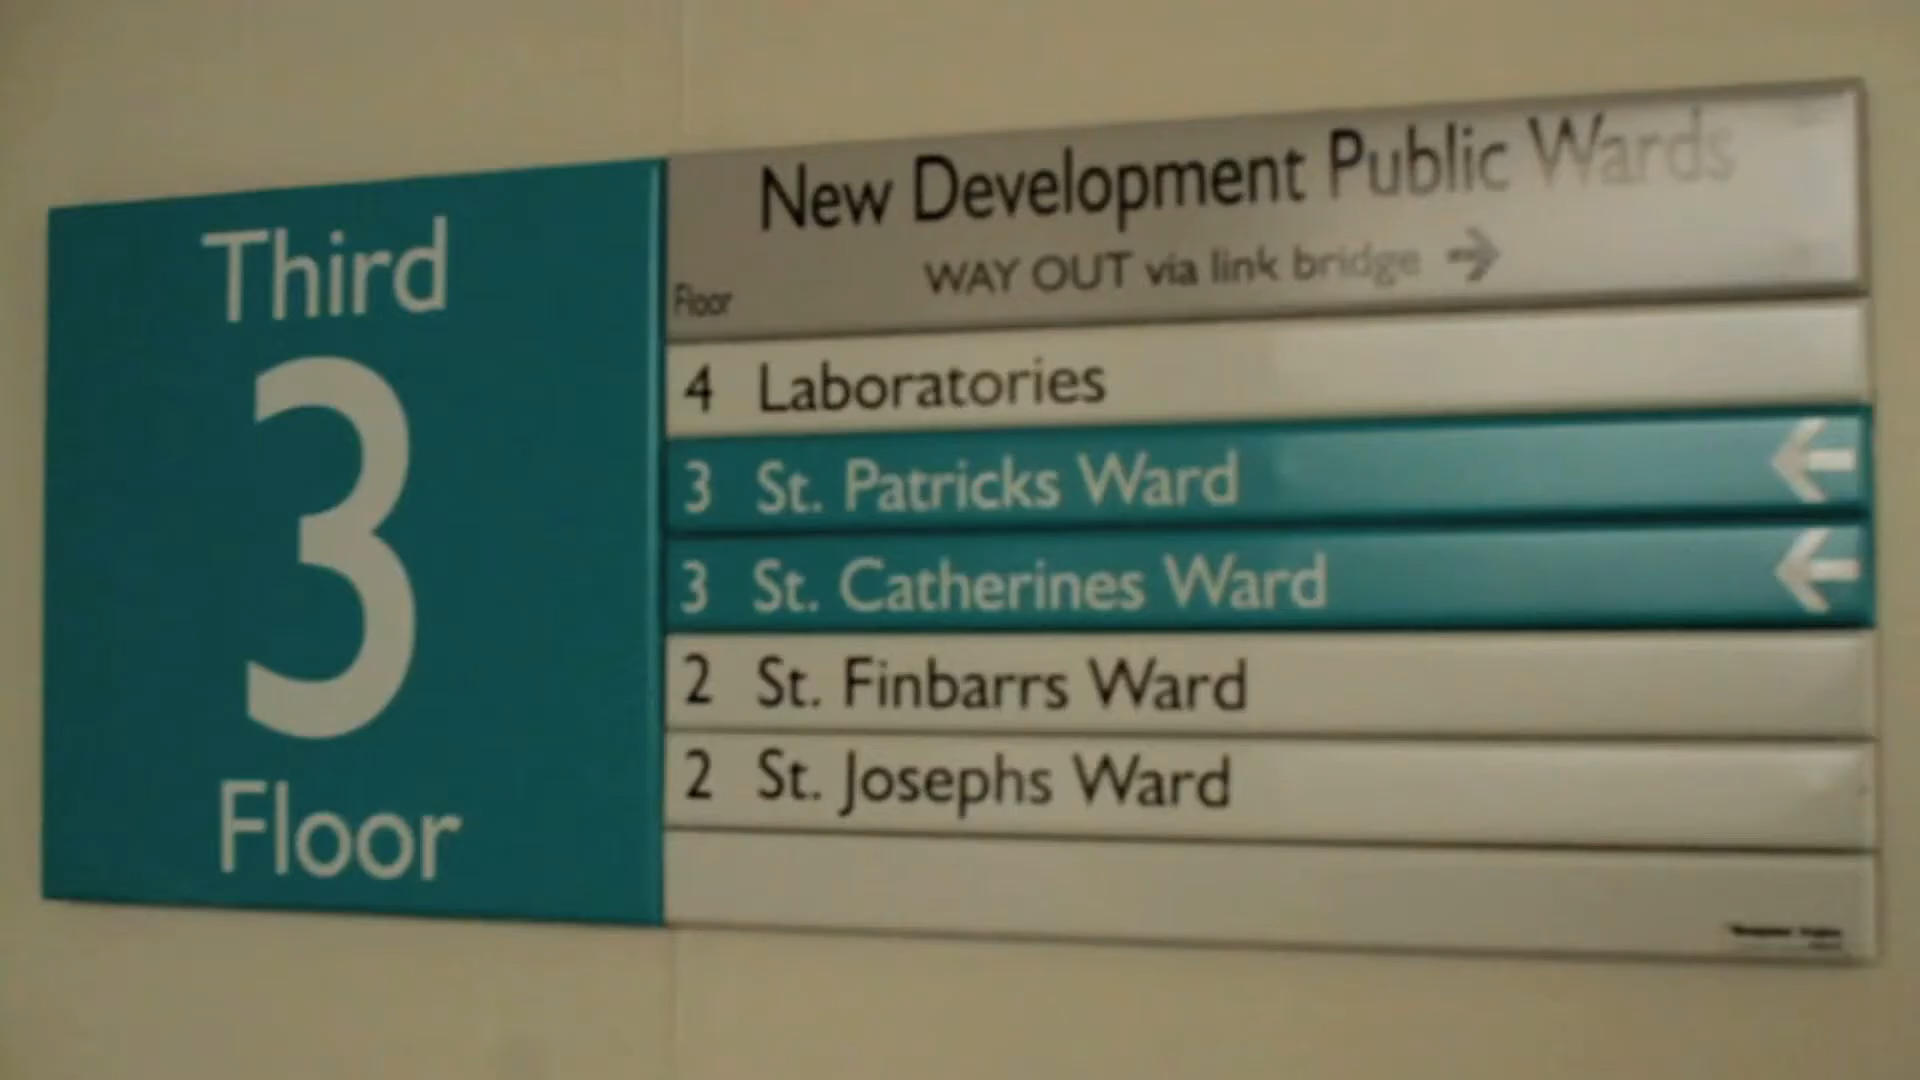 Third
3
Floor
New Development Public Wards
WAY OUT via link bridge →
Floor
4 Laboratories
3 St. Patricks Ward ←
3 St. Catherines Ward ←
2 St. Finbarrs Ward
2 St. Josephs Ward